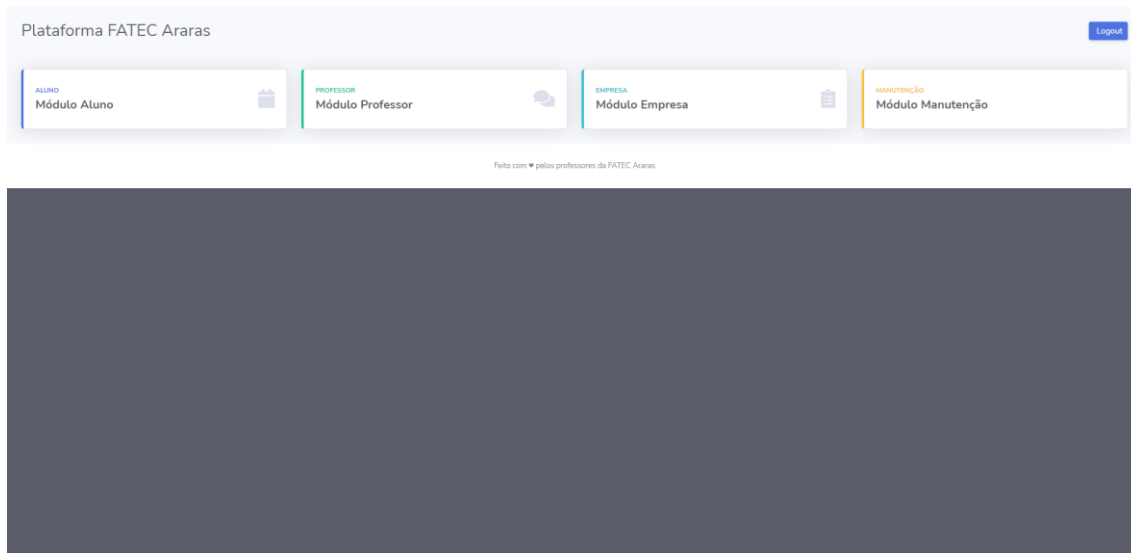 Plataforma FATEC Araras
Logout
ALUNO
Módulo Aluno
PROFESSOR
Módulo Professor
EMPRESA
Módulo Empresa
MANUTENÇÃO
Módulo Manutenção
Feito com ♥ pelos professores da FATEC Araras